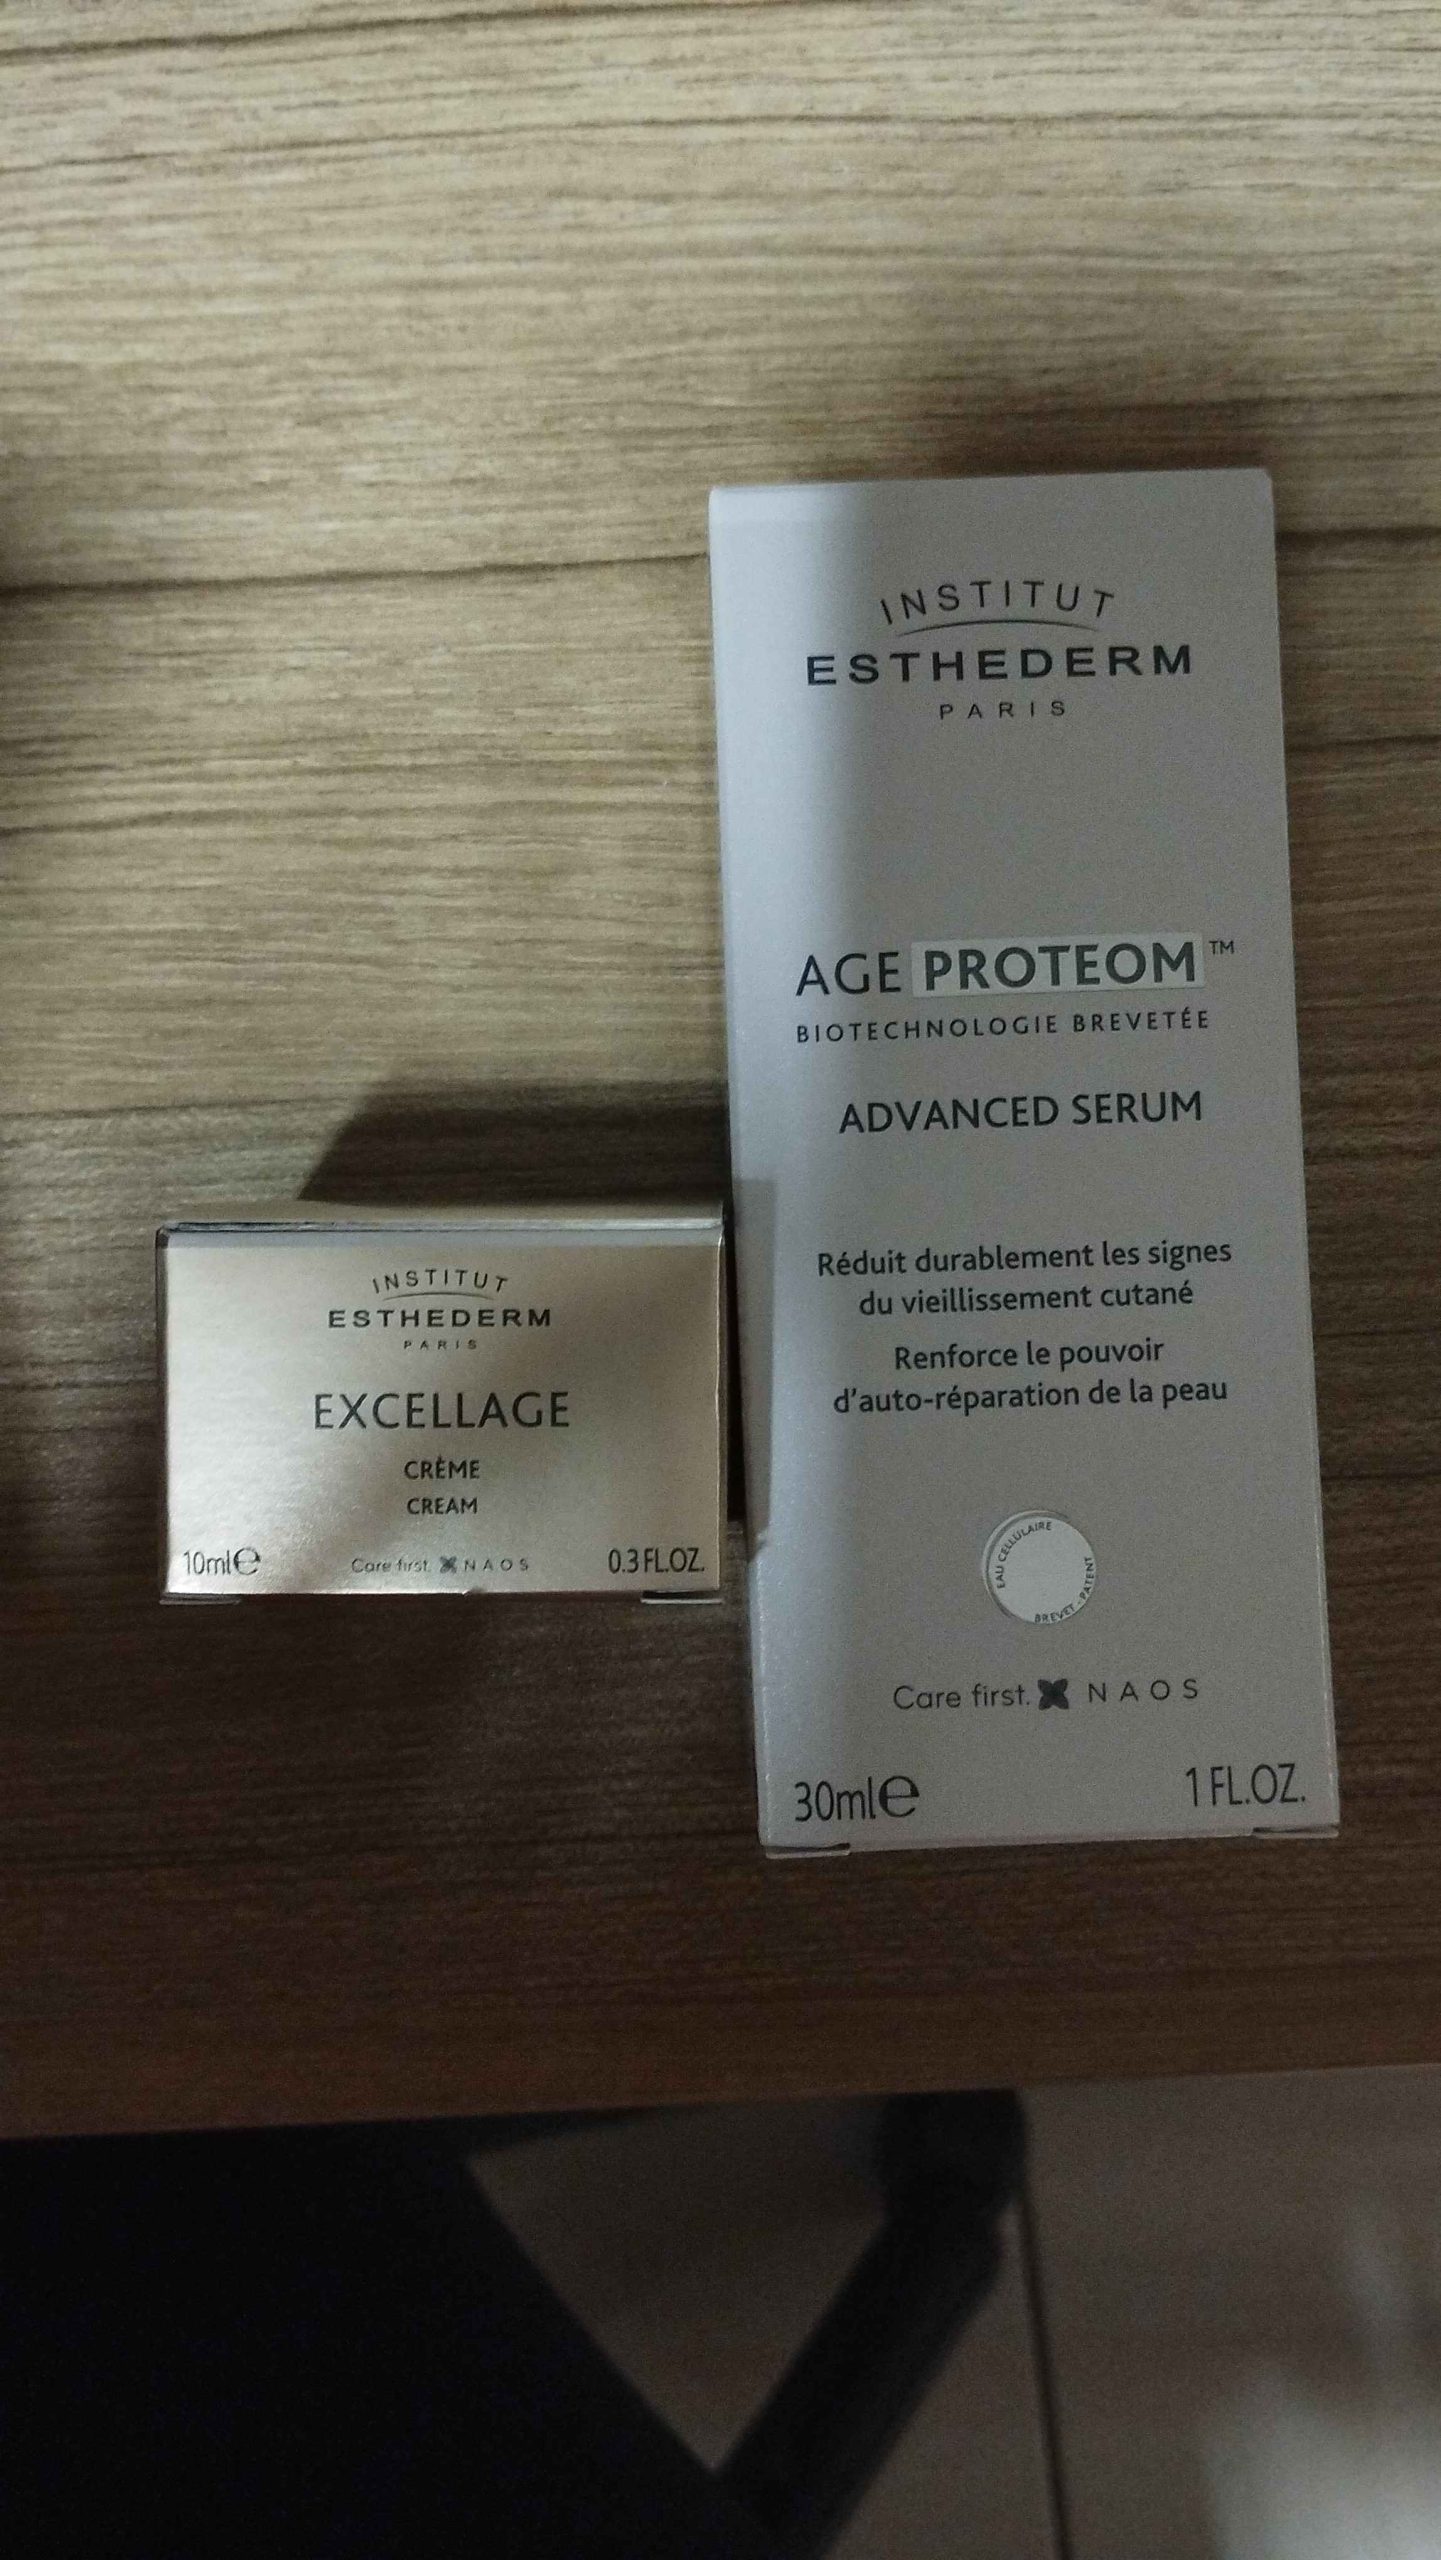 INSTITUT
ESTHEDERM
PARIS
EXCELLAGE
CRÈME
CREAM
10ml℮ Care first. NAOS 0.3 FL.OZ.
INSTITUT
ESTHEDERM
PARIS
AGE PROTEOM™
BIOTECHNOLOGIE BREVETÉE
ADVANCED SERUM
Réduit durablement les signes
du vieillissement cutané
Renforce le pouvoir
d'auto-réparation de la peau
EAU CELLULAIRE
BREVET - PATENT
Care first. NAOS
30ml℮ 1 FL.OZ.